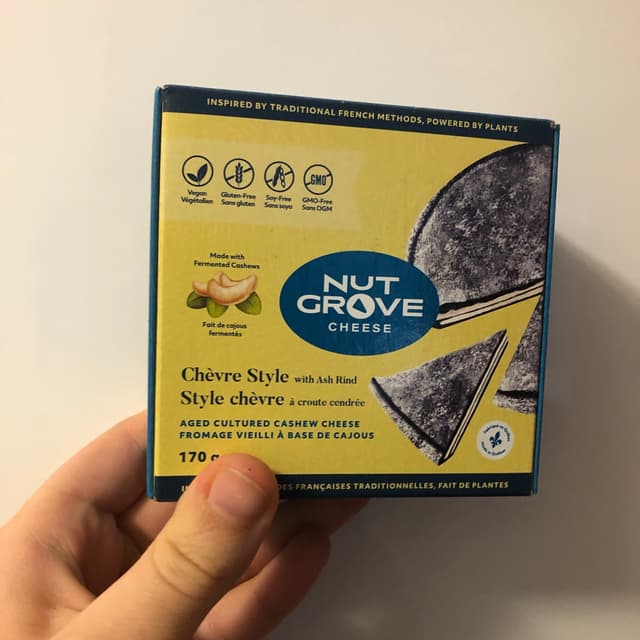 INSPIRED BY TRADITIONAL FRENCH METHODS, POWERED BY PLANTS
Vegan
Végétalien
Gluten-Free
Sans gluten
Soy-Free
Sans soya
GMO
GMO-Free
Sans OGM
Made with
Fermented Cashews
Fait de cajous
fermentés
NUT
GROVE
CHEESE
Chèvre Style with Ash Rind
Style chèvre à croute cendrée
AGED CULTURED CASHEW CHEESE
FROMAGE VIEILLI À BASE DE CAJOUS
170 g
DES FRANÇAISES TRADITIONNELLES, FAIT DE PLANTES